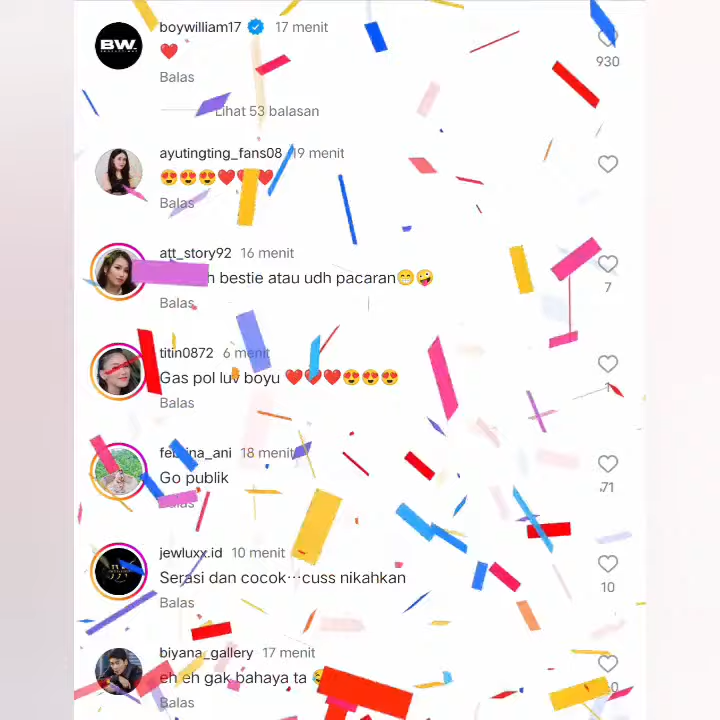 BW.
boywilliam17 17 menit
930
Balas
Lihat 53 balasan
ayutingting_fans08 19 menit
😍😍😍❤️❤️❤️
Balas
att_story92 16 menit
bestie atau udh pacaran😁🤪
7
Balas
titin0872 6 menit
Gas pol luv boyu ❤️❤️❤️😍😍😍
1
Balas
18 menit
Go publik
71
Balas
jewluxx.id 10 menit
Serasi dan cocok…cuss nikahkan
10
Balas
biyana_gallery 17 menit
eh eh gak bahaya ta
Balas